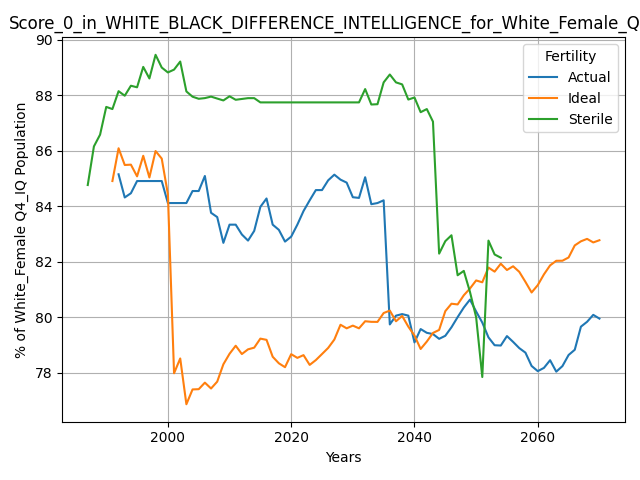 Score_0_in_WHITE_BLACK_DIFFERENCE_INTELLIGENCE_for_White_Female_Q
90
88
86
84
82
80
78
% of White_Female Q4_IQ Population
Fertility
Actual
Ideal
Sterile
2000
2020
2040
2060
Years